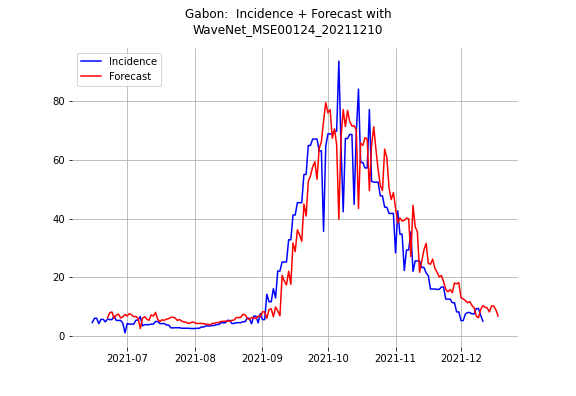 Gabon:  Incidence + Forecast with
WaveNet_MSE00124_20211210
Incidence
Forecast
80
60
40
20
0
2021-07 2021-08 2021-09 2021-10 2021-11 2021-12